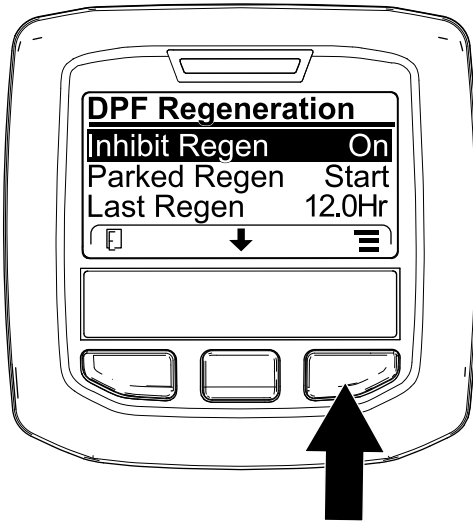 DPF Regeneration
Inhibit Regen On
Parked Regen Start
Last Regen 12.0Hr